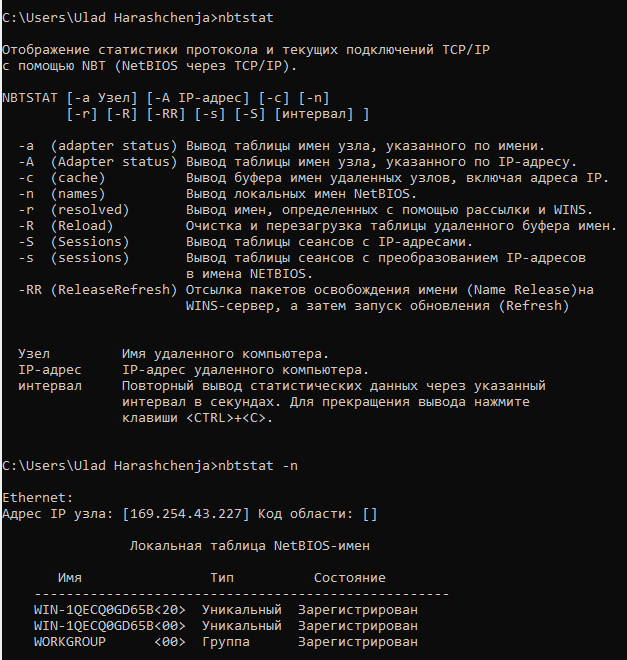 C:\Users\Ulad Harashchenja>nbtstat
Отображение статистики протокола и текущих подключений TCP/IP
с помощью NBT (NetBIOS через TCP/IP).
NBTSTAT [-a Узел] [-A IP-адрес] [-c] [-n]
[-r] [-R] [-RR] [-s] [-S] [интервал] ]
-a (adapter status) Вывод таблицы имен узла, указанного по имени.
-A (Adapter status) Вывод таблицы имен узла, указанного по IP-адресу.
-c (cache) Вывод буфера имен удаленных узлов, включая адреса IP.
-n (names) Вывод локальных имен NetBIOS.
-r (resolved) Вывод имен, определенных с помощью рассылки и WINS.
-R (Reload) Очистка и перезагрузка таблицы удаленного буфера имен.
-S (Sessions) Вывод таблицы сеансов с IP-адресами.
-s (sessions) Вывод таблицы сеансов с преобразованием IP-адресов
в имена NETBIOS.
-RR (ReleaseRefresh) Отсылка пакетов освобождения имени (Name Release)на
WINS-сервер, а затем запуск обновления (Refresh)
Узел Имя удаленного компьютера.
IP-адрес IP-адрес удаленного компьютера.
интервал Повторный вывод статистических данных через указанный
интервал в секундах. Для прекращения вывода нажмите
клавиши <CTRL>+<C>.
C:\Users\Ulad Harashchenja>nbtstat -n
Ethernet:
Адрес IP узла: [169.254.43.227] Код области: []
Локальная таблица NetBIOS-имен
Имя Тип Состояние
----------------------------------------------------
WIN-1QECQ0GD65B<20> Уникальный Зарегистрирован
WIN-1QECQ0GD65B<00> Уникальный Зарегистрирован
WORKGROUP <00> Группа Зарегистрирован